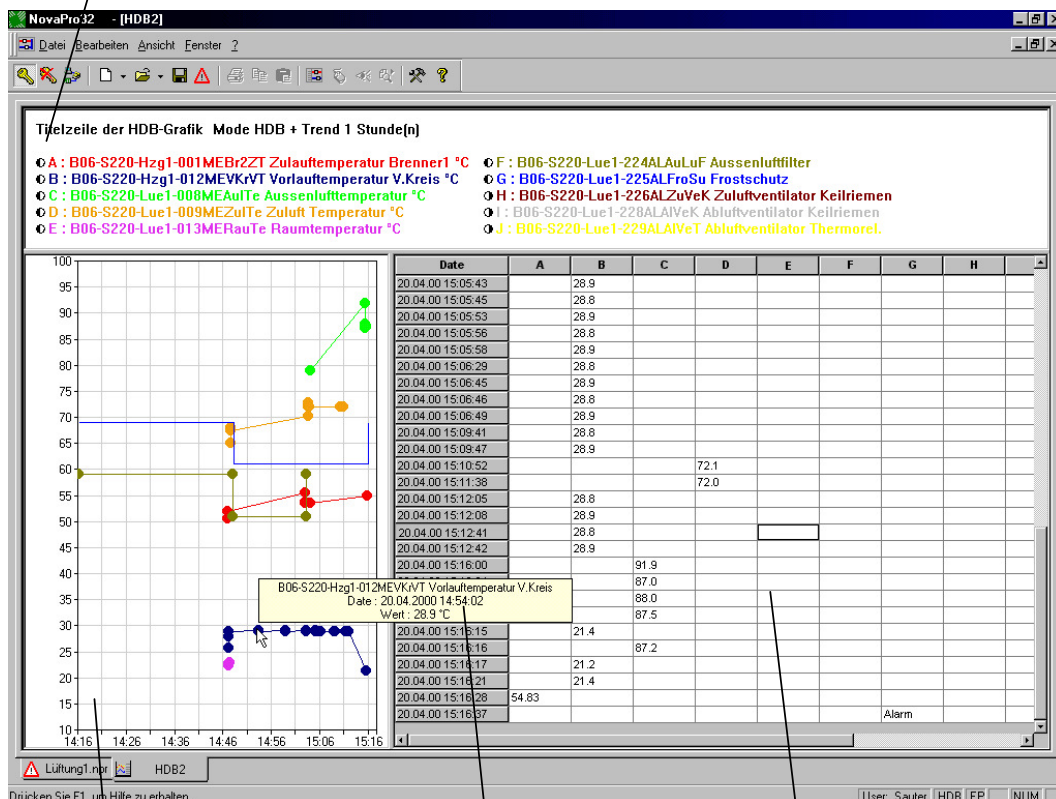 NovaPro32 - [HDB2]
Datei Bearbeiten Ansicht Fenster ?
Titelzeile der HDB-Grafik Mode HDB + Trend 1 Stunde(n)
A : B06-S220-Hzg1-001MEBr2ZT Zulauftemperatur Brenner1 °C
B : B06-S220-Hzg1-012MEVKrVT Vorlauftemperatur V.Kreis °C
C : B06-S220-Lue1-008MEAulTe Aussenlufttemperatur °C
D : B06-S220-Lue1-009MEZulTe Zuluft Temperatur °C
E : B06-S220-Lue1-013MERauTe Raumtemperatur °C
F : B06-S220-Lue1-224ALAuLuF Aussenluftfilter
G : B06-S220-Lue1-225ALFroSu Frostschutz
H : B06-S220-Lue1-226ALZuVeK Zuluftventilator Keilriemen
I : B06-S220-Lue1-228ALAlVeK Abluftventilator Keilriemen
J : B06-S220-Lue1-229ALAlVeT Abluftventilator Thermorel.
100
95
90
85
80
75
70
65
60
55
50
45
40
35
30
25
20
15
10
14:16 14:26 14:36 14:46 14:56 15:06 15:16
B06-S220-Hzg1-012MEVKrVT Vorlauftemperatur V.Kreis
Date : 20.04.2000 14:54:02
Wert : 28.9 °C
Date A B C D E F G H
20.04.00 15:05:43 28.9
20.04.00 15:05:45 28.8
20.04.00 15:05:53 28.9
20.04.00 15:05:56 28.8
20.04.00 15:05:58 28.9
20.04.00 15:06:29 28.8
20.04.00 15:06:45 28.9
20.04.00 15:06:46 28.8
20.04.00 15:06:49 28.9
20.04.00 15:09:41 28.8
20.04.00 15:09:47 28.9
20.04.00 15:10:52 72.1
20.04.00 15:11:38 72.0
20.04.00 15:12:05 28.8
20.04.00 15:12:08 28.9
20.04.00 15:12:41 28.8
20.04.00 15:12:42 28.9
20.04.00 15:16:00 91.9
87.0
88.0
87.5
20.04.00 15:16:15 21.4
20.04.00 15:16:16 87.2
20.04.00 15:16:17 21.2
20.04.00 15:16:21 21.4
20.04.00 15:16:28 54.83
20.04.00 15:16:37 Alarm
Lüftung1.npr HDB2
Drücken Sie F1, um Hilfe zu erhalten.
User: Sauter HDB EP NUM